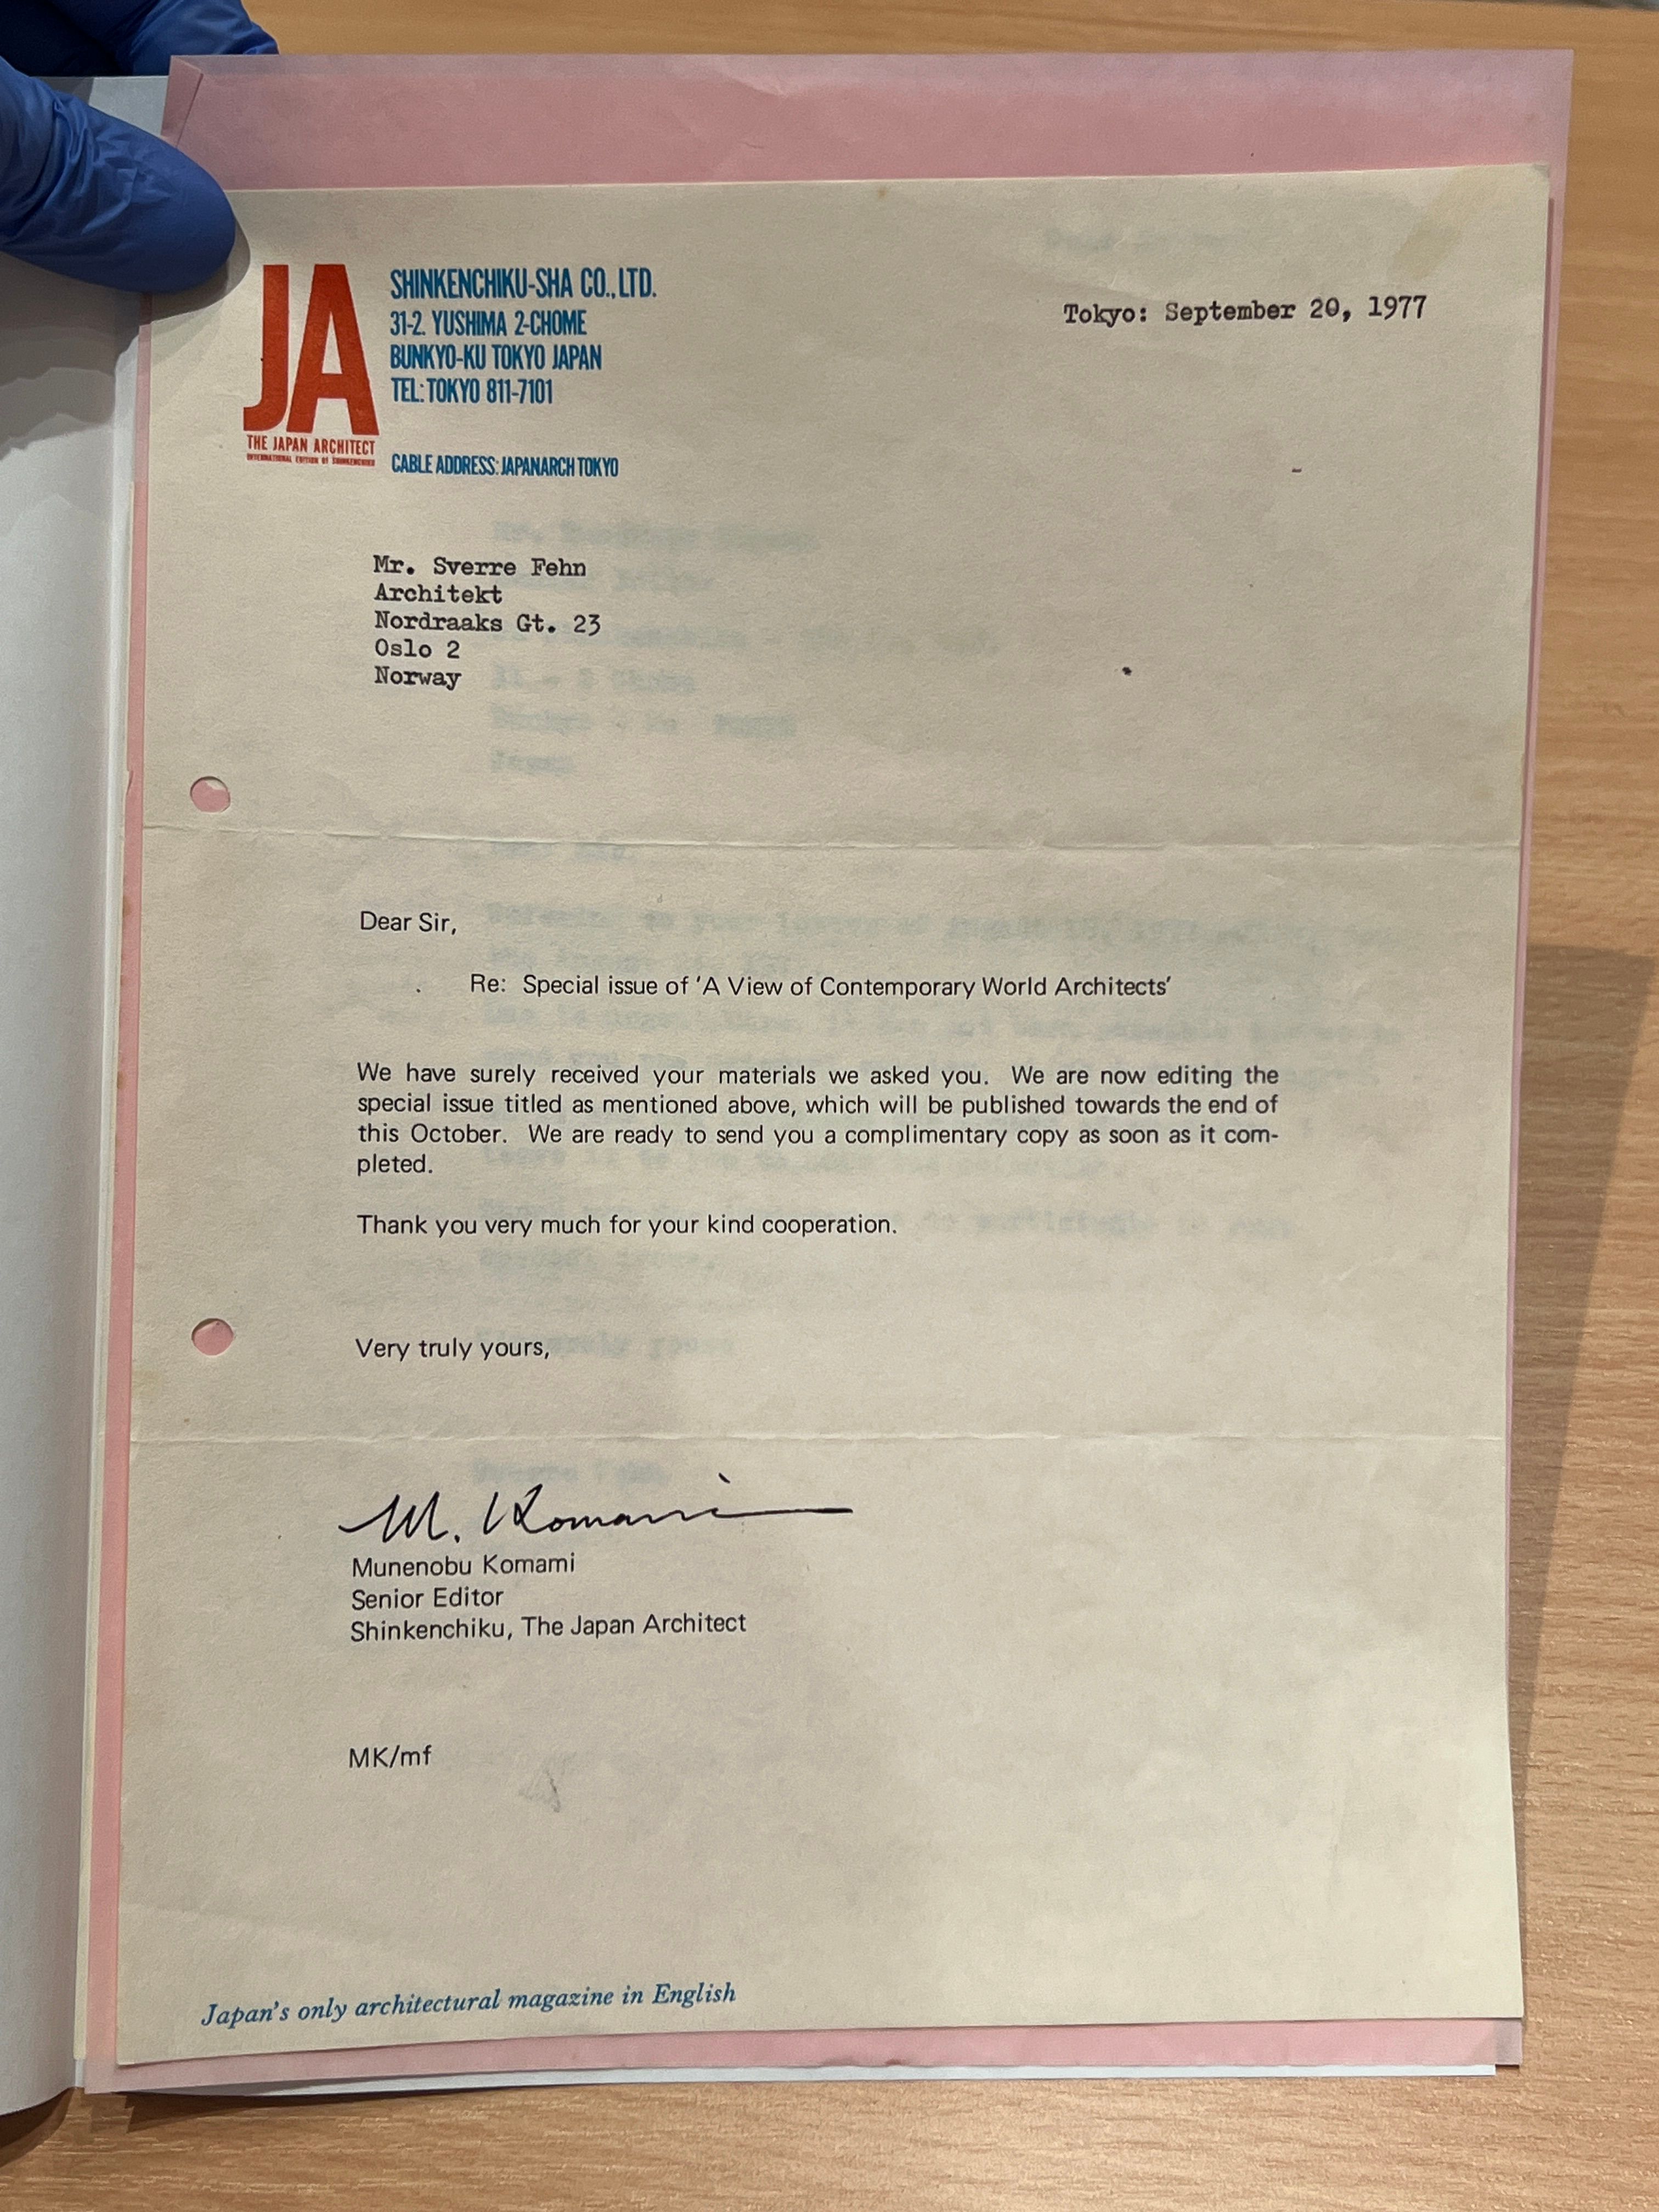 JA
THE JAPAN ARCHITECT
INTERNATIONAL EDITION OF SHINKENCHIKU
SHINKENCHIKU-SHA CO., LTD.
31-2. YUSHIMA 2-CHOME
BUNKYO-KU TOKYO JAPAN
TEL: TOKYO 811-7101
CABLE ADDRESS: JAPANARCH TOKYO
Tokyo: September 20, 1977
Mr. Sverre Fehn
Architekt
Nordraaks Gt. 23
Oslo 2
Norway
Dear Sir,
Re: Special issue of 'A View of Contemporary World Architects'
We have surely received your materials we asked you. We are now editing the
special issue titled as mentioned above, which will be published towards the end of
this October. We are ready to send you a complimentary copy as soon as it com-
pleted.
Thank you very much for your kind cooperation.
Very truly yours,
M. Komami
Munenobu Komami
Senior Editor
Shinkenchiku, The Japan Architect
MK/mf
Japan's only architectural magazine in English